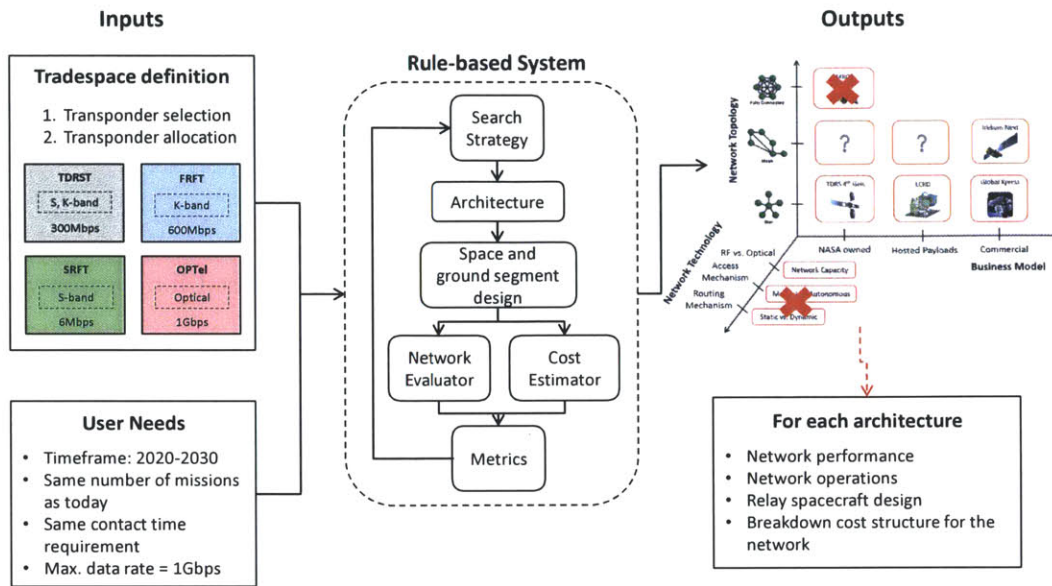 Inputs
Tradespace definition
1. Transponder selection
2. Transponder allocation
TDRST
S, K-band
300Mbps
FRFT
K-band
600Mbps
SRFT
S-band
6Mbps
OPTel
Optical
1Gbps
User Needs
• Timeframe: 2020-2030
• Same number of missions
as today
• Same contact time
requirement
• Max. data rate = 1Gbps
Rule-based System
Search
Strategy
Architecture
Space and
ground segment
design
Network
Evaluator
Cost
Estimator
Metrics
Outputs
Network Topology
Fully Connected
?
?
Iridium Next
TDRS 4th Gen.
LCRD
Global Xpress
NASA owned
Hosted Payloads
Commercial
Business Model
Network Technology
RF vs. Optical
Access
Mechanism
Routing
Mechanism
Network Capacity
Autonomous
Static vs. Dynamic
For each architecture
• Network performance
• Network operations
• Relay spacecraft design
• Breakdown cost structure for the
network